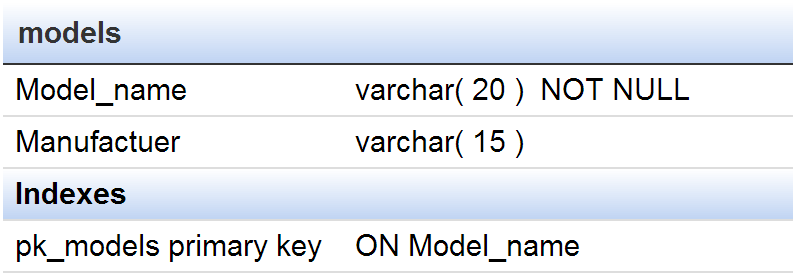 models
Model_name varchar( 20 ) NOT NULL
Manufactuer varchar( 15 )
Indexes
pk_models primary key ON Model_name